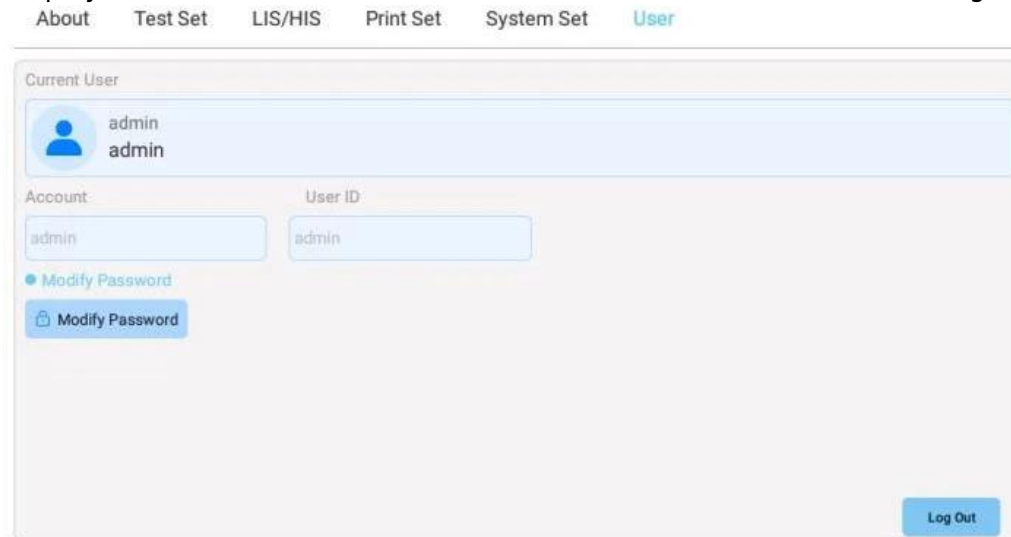 About Test Set LIS/HIS Print Set System Set User
Current User
admin
admin
Account User ID
admin admin
Modify Password
Modify Password
Log Out